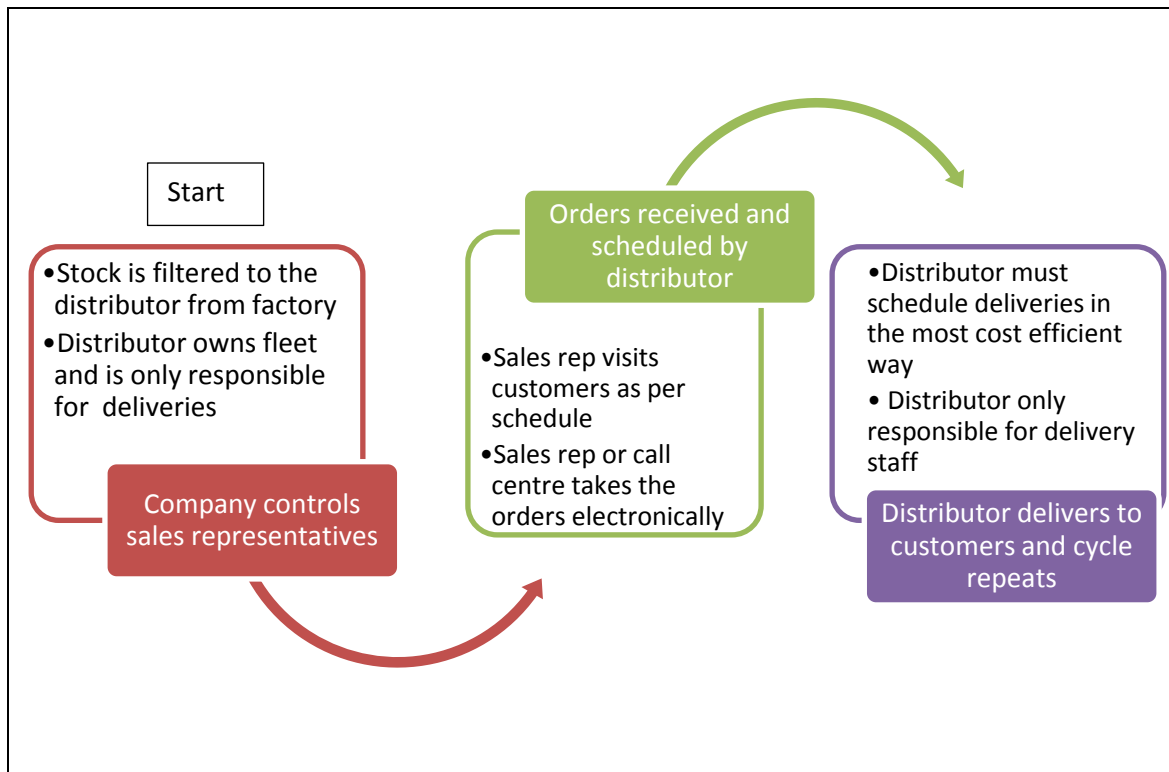 Start
•Stock is filtered to the
distributor from factory
•Distributor owns fleet
and is only responsible
for deliveries
Company controls
sales representatives
Orders received and
scheduled by
distributor
•Sales rep visits
customers as per
schedule
•Sales rep or call
centre takes the
orders electronically
•Distributor must
schedule deliveries in
the most cost efficient
way
• Distributor only
responsible for delivery
staff
Distributor delivers to
customers and cycle
repeats